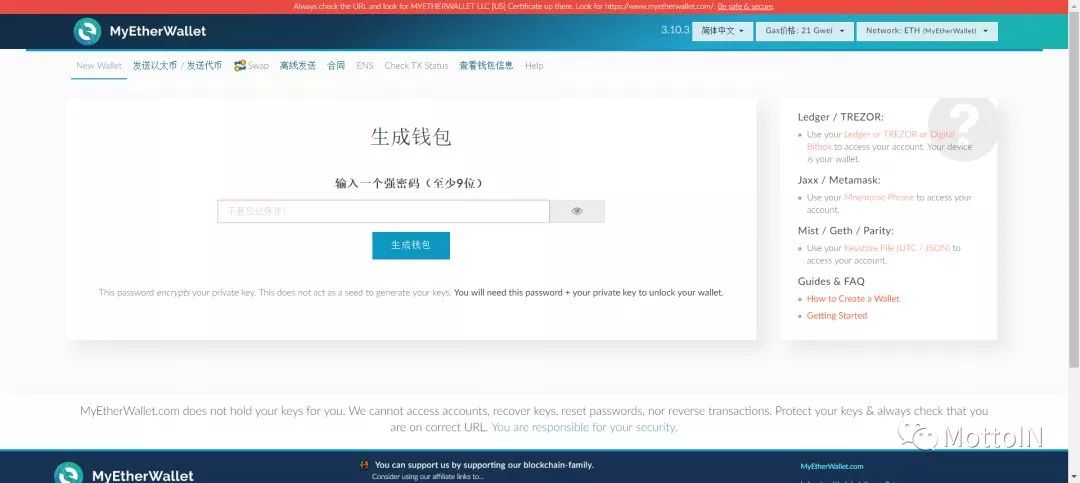 Always check the URL and look for MYETHERWALLET LLC [US] Certificate up there. Look for https://www.myetherwallet.com/. Be safe & secure.
MyEtherWallet
3.10.3 简体中文 Gas价格: 21 Gwei Network: ETH (MyEtherWallet)
New Wallet 发送以太币 / 发送代币 Swap 离线发送 合同 ENS Check TX Status 查看钱包信息 Help
生成钱包
输入一个强密码（至少9位）
不要忘记保存!
生成钱包
This password encrypts your private key. This does not act as a seed to generate your keys. You will need this password + your private key to unlock your wallet.
?
Ledger / TREZOR:
Use your Ledger or TREZOR or Digital
Bitbox to access your account. Your device
is your wallet.
Jaxx / Metamask:
Use your Mnemonic Phrase to access your
account.
Mist / Geth / Parity:
Use your Keystore File (UTC / JSON) to
access your account.
Guides & FAQ
How to Create a Wallet
Getting Started
MyEtherWallet.com does not hold your keys for you. We cannot access accounts, recover keys, reset passwords, nor reverse transactions. Protect your keys & always check that you
are on correct URL. You are responsible for your security.
MottoIN
MyEtherWallet
You can support us by supporting our blockchain-family.
Consider using our affiliate links to...
MyEtherWallet.com